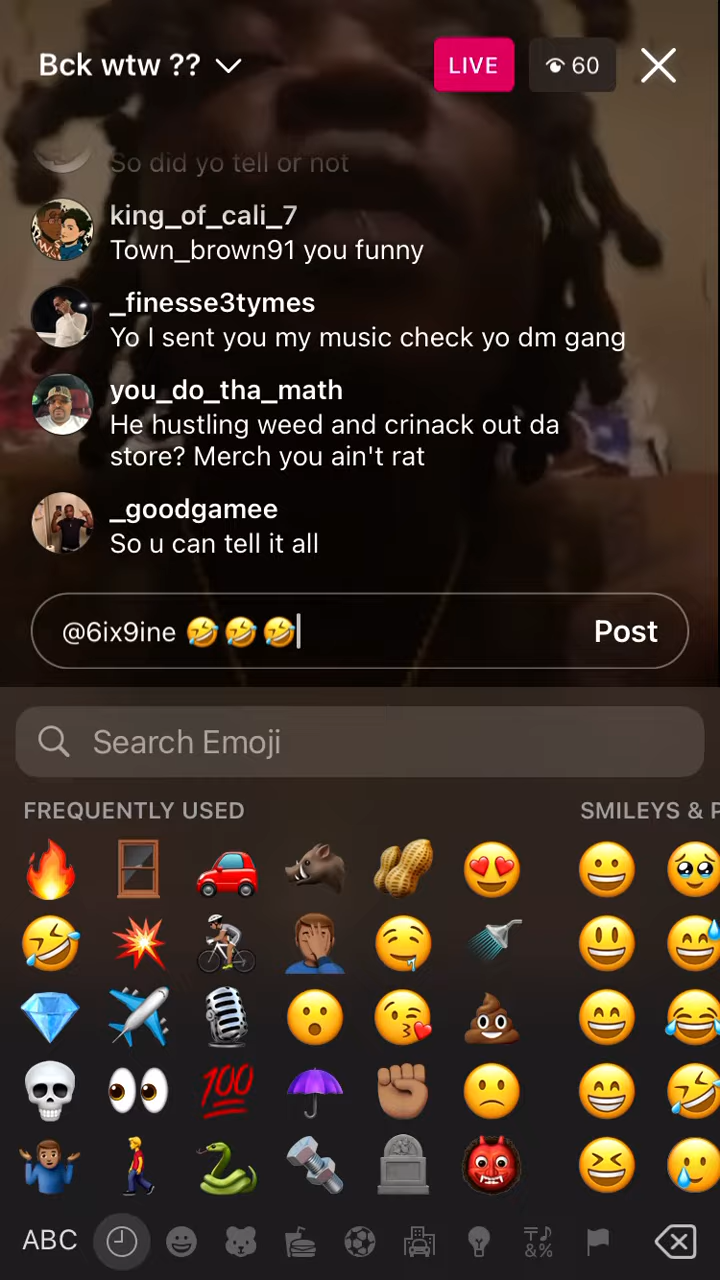 Bck wtw ??
LIVE
60
So did yo tell or not
king_of_cali_7
Town_brown91 you funny
_finesse3tymes
Yo I sent you my music check yo dm gang
you_do_tha_math
He hustling weed and crinack out da
store? Merch you ain't rat
_goodgamee
So u can tell it all
@6ix9ine 🤣🤣🤣
Post
Search Emoji
FREQUENTLY USED
SMILEYS & P
100
ABC
&%